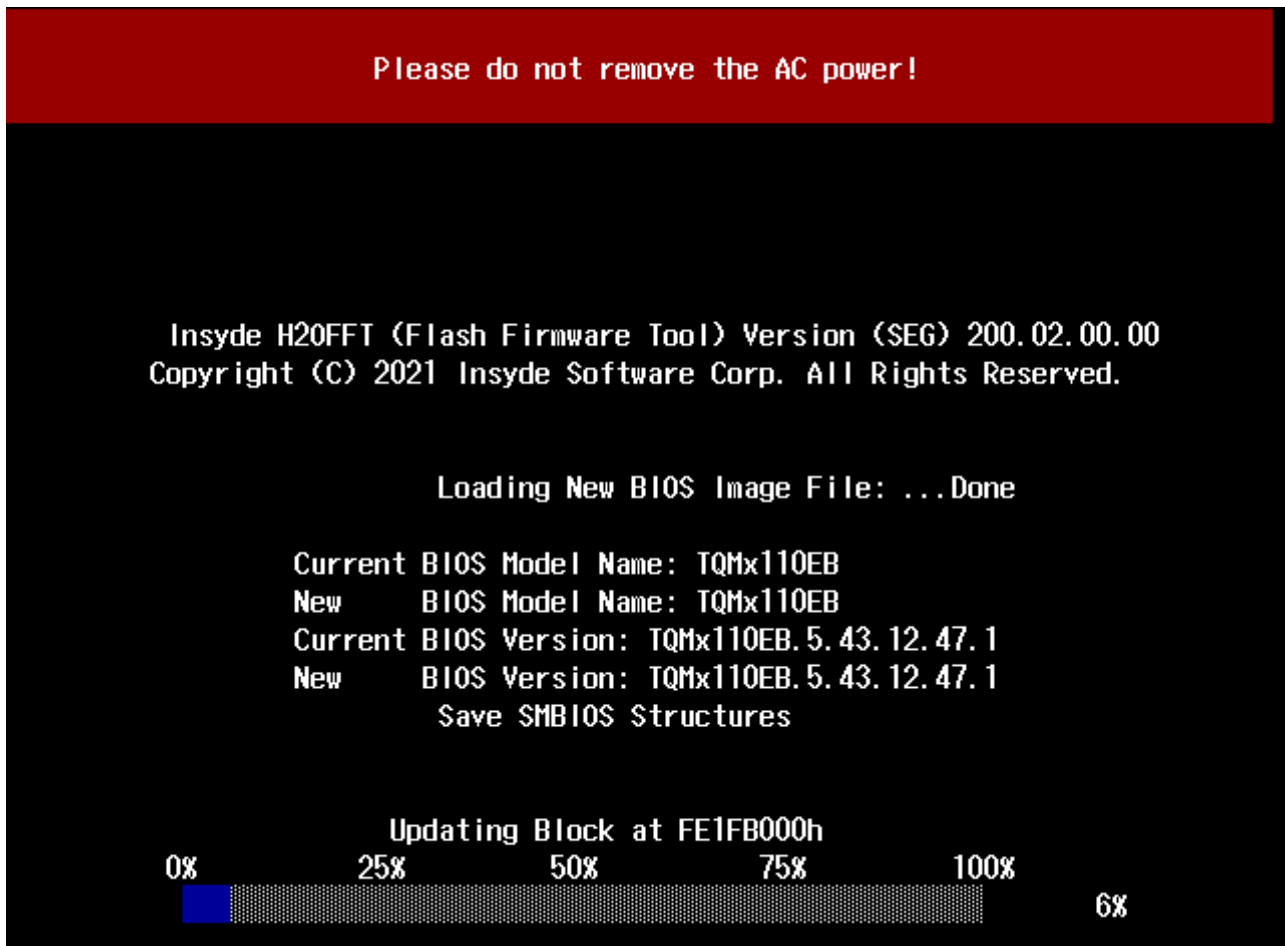 Please do not remove the AC power!
Insyde H2OFFT (Flash Firmware Tool) Version (SEG) 200.02.00.00
Copyright (C) 2021 Insyde Software Corp. All Rights Reserved.
Loading New BIOS Image File: ...Done
Current BIOS Model Name: TQMx110EB
New BIOS Model Name: TQMx110EB
Current BIOS Version: TQMx110EB.5.43.12.47.1
New BIOS Version: TQMx110EB.5.43.12.47.1
Save SMBIOS Structures
Updating Block at FE1FB000h
0% 25% 50% 75% 100%
6%